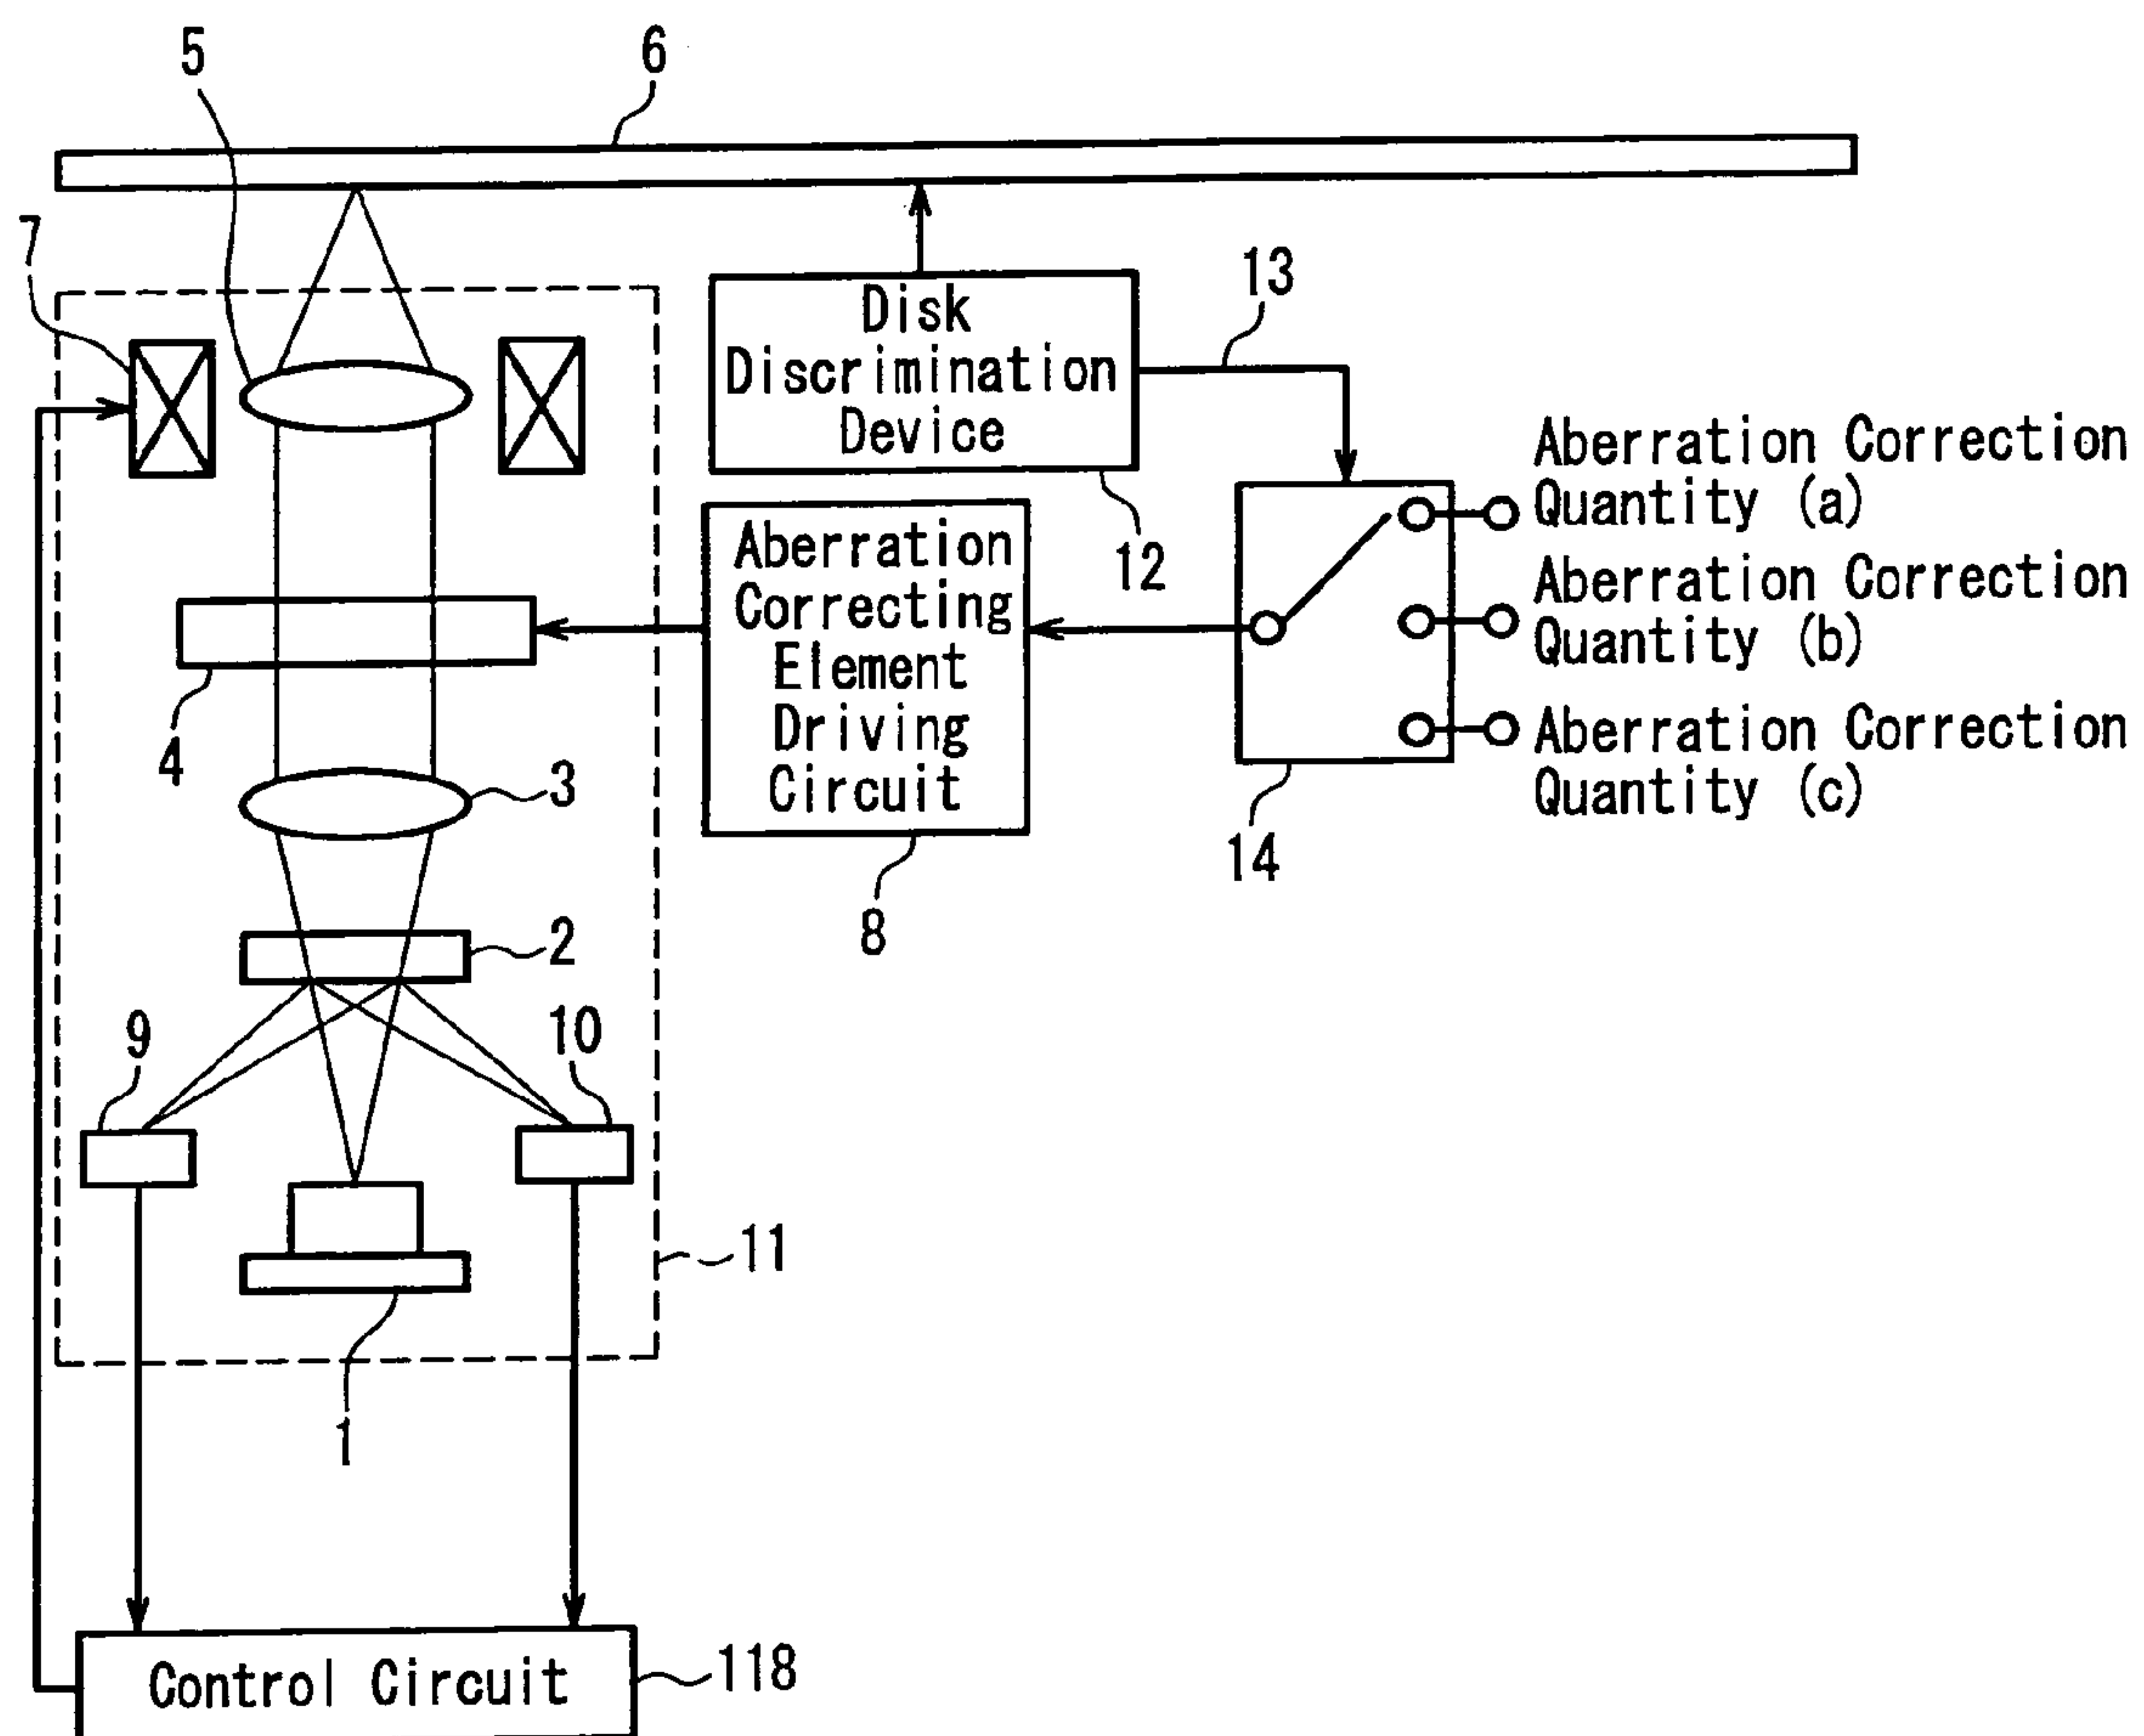 5
6
7
Disk
Discrimination
Device
13
12
Aberration Correction
Quantity (a)
Aberration Correction
Quantity (b)
Aberration Correction
Quantity (c)
Aberration
Correcting
Element
Driving
Circuit
4
3
14
8
2
9
10
11
1
Control Circuit
118